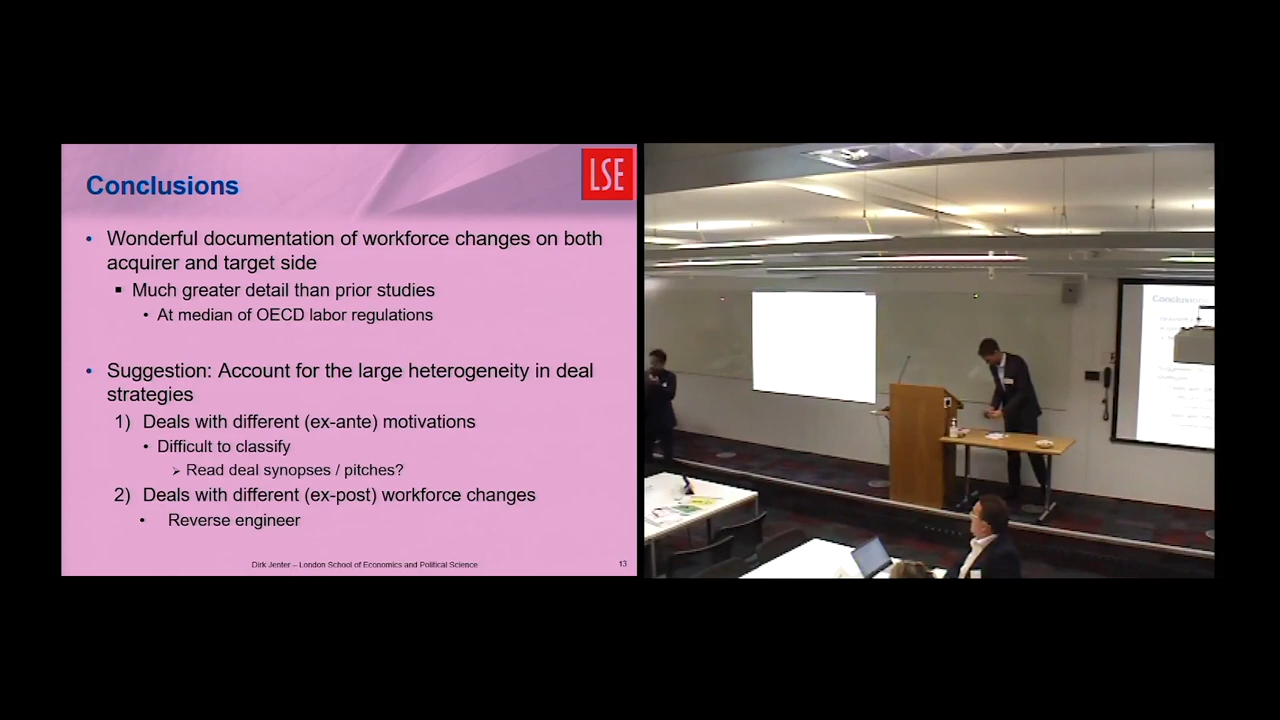 Conclusions
LSE
• Wonderful documentation of workforce changes on both
acquirer and target side
▪ Much greater detail than prior studies
• At median of OECD labor regulations
• Suggestion: Account for the large heterogeneity in deal
strategies
1) Deals with different (ex-ante) motivations
• Difficult to classify
➢ Read deal synopses / pitches?
2) Deals with different (ex-post) workforce changes
• Reverse engineer
Dirk Jenter – London School of Economics and Political Science
13
Conclusions